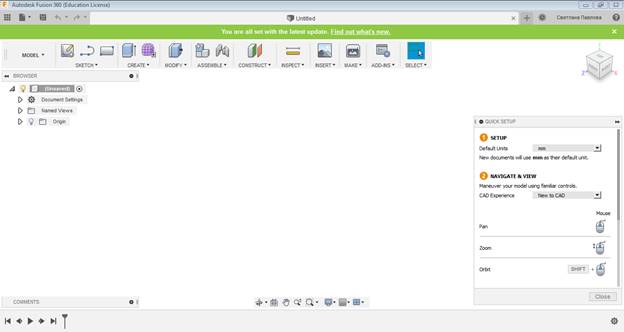 Autodesk Fusion 360 (Education License)
Untitled
Светлана Павлова
You are all set with the latest update. Find out what's new.
MODEL
SKETCH
CREATE
MODIFY
ASSEMBLE
CONSTRUCT
INSPECT
INSERT
MAKE
ADD-INS
SELECT
Z
X
BROWSER
(Unsaved)
Document Settings
Named Views
Origin
QUICK SETUP
1 SETUP
Default Units mm
New documents will use mm as their default unit.
2 NAVIGATE & VIEW
Maneuver your model using familiar controls.
CAD Experience New to CAD
Mouse
Pan
Zoom
Orbit SHIFT +
Close
COMMENTS